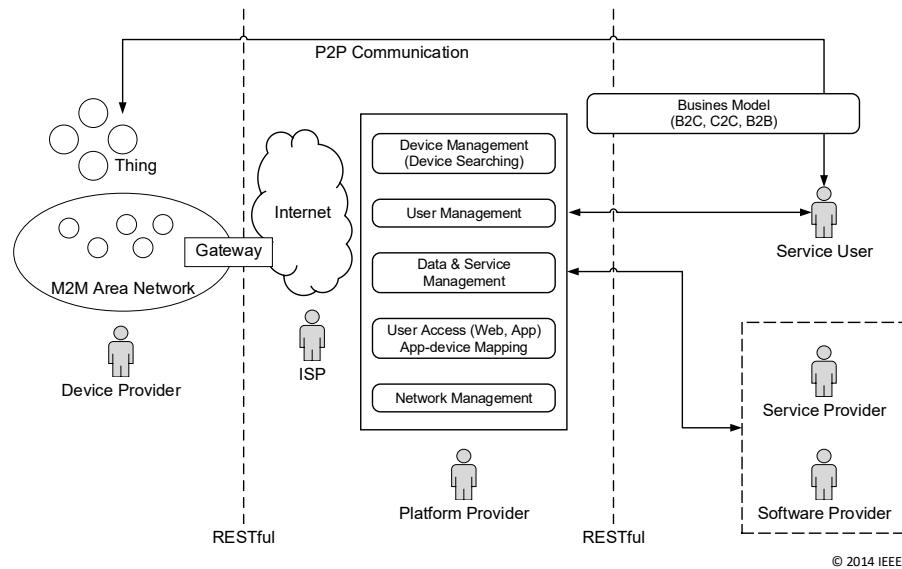 P2P Communication
Busines Model
(B2C, C2C, B2B)
Thing
Device Management
(Device Searching)
Internet
User Management
Service User
Gateway
M2M Area Network
Data & Service
Management
User Access (Web, App)
App-device Mapping
Device Provider
ISP
Network Management
Service Provider
Platform Provider
Software Provider
RESTful
RESTful
© 2014 IEEE